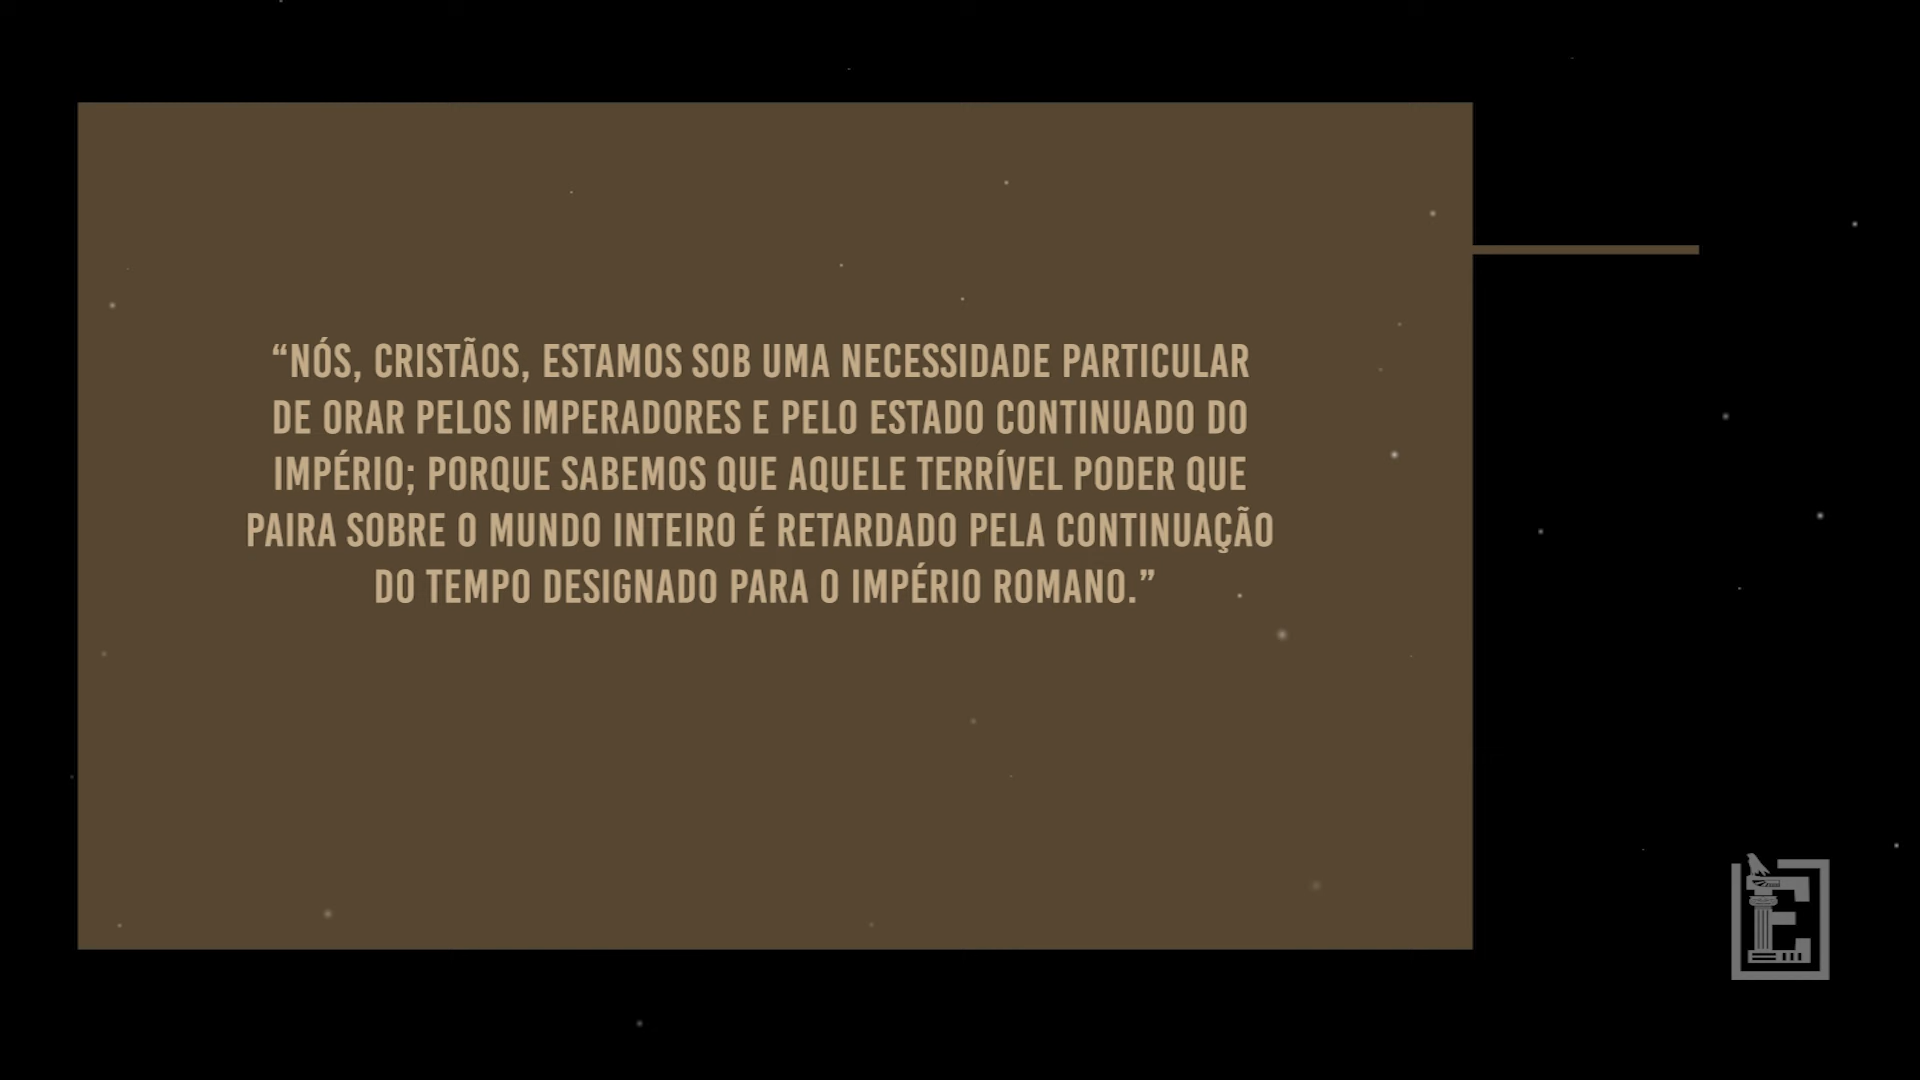 “NÓS, CRISTÃOS, ESTAMOS SOB UMA NECESSIDADE PARTICULAR
DE ORAR PELOS IMPERADORES E PELO ESTADO CONTINUADO DO
IMPÉRIO; PORQUE SABEMOS QUE AQUELE TERRÍVEL PODER QUE
PAIRA SOBRE O MUNDO INTEIRO É RETARDADO PELA CONTINUAÇÃO
DO TEMPO DESIGNADO PARA O IMPÉRIO ROMANO.”
E